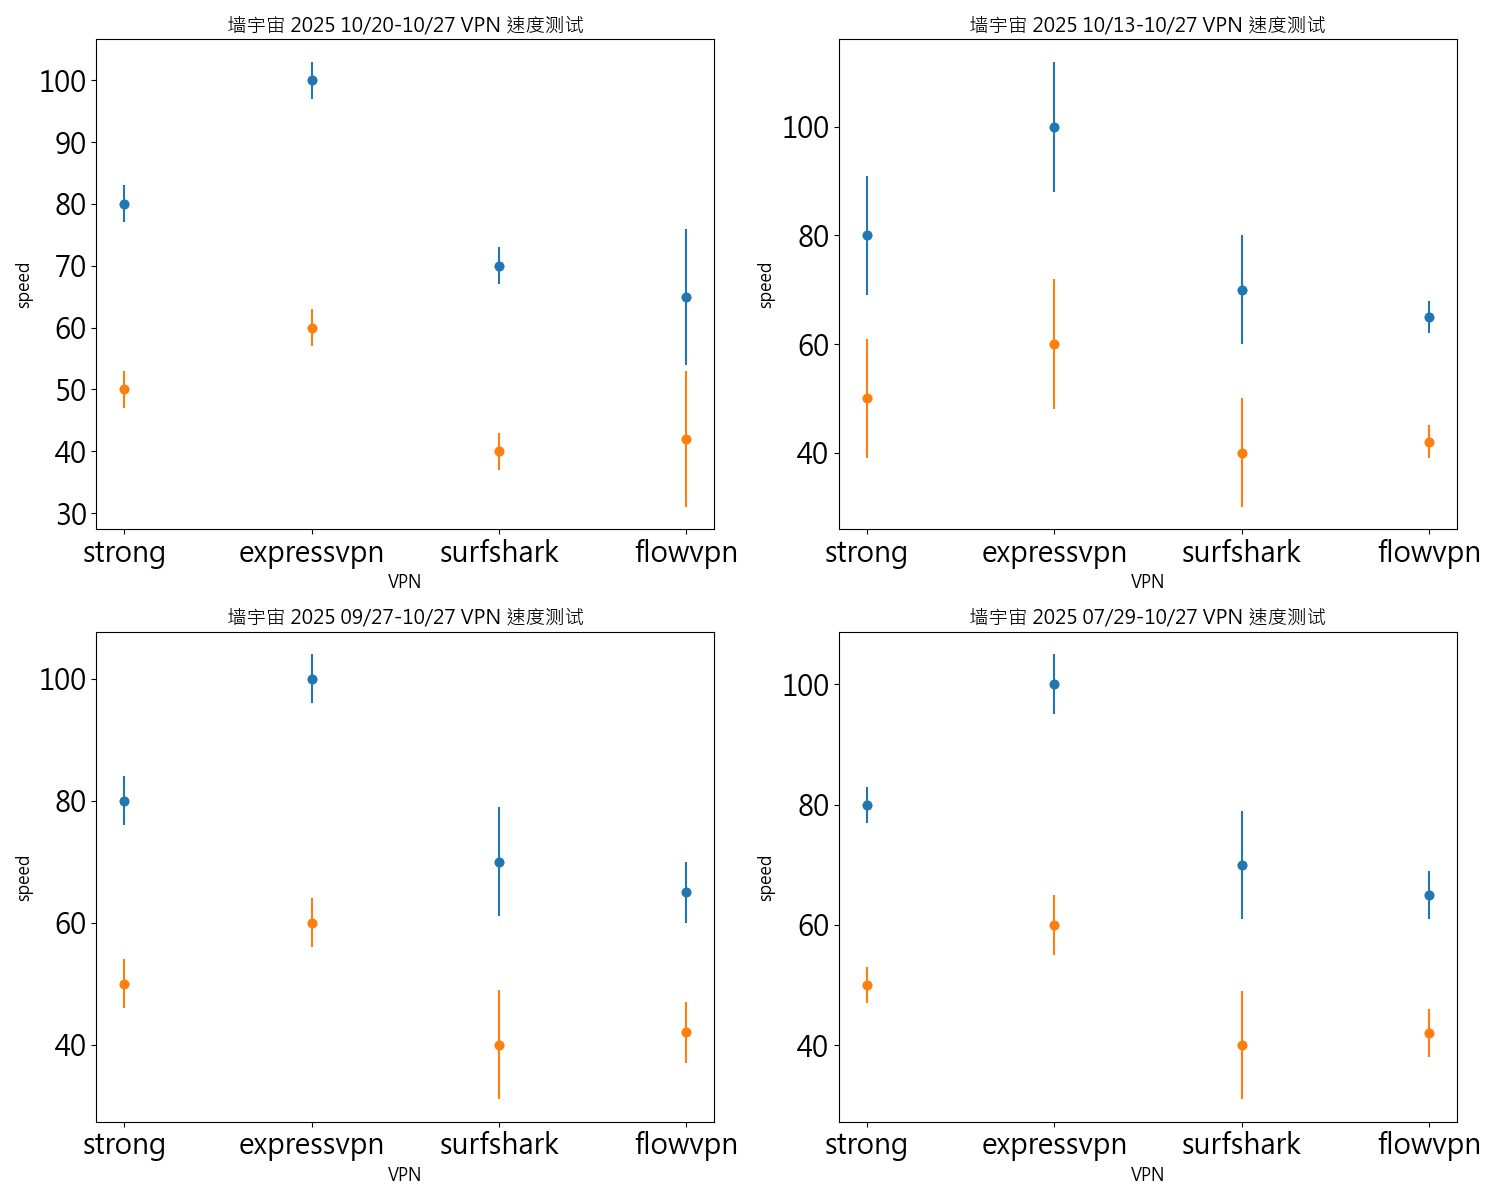 墙宇宙 2025 10/20-10/27 VPN 速度测试
100
90
80
70
60
50
40
30
speed
strong expressvpn surfshark flowvpn
VPN
墙宇宙 2025 10/13-10/27 VPN 速度测试
100
80
60
40
speed
strong expressvpn surfshark flowvpn
VPN
墙宇宙 2025 09/27-10/27 VPN 速度测试
100
80
60
40
speed
strong expressvpn surfshark flowvpn
VPN
墙宇宙 2025 07/29-10/27 VPN 速度测试
100
80
60
40
speed
strong expressvpn surfshark flowvpn
VPN